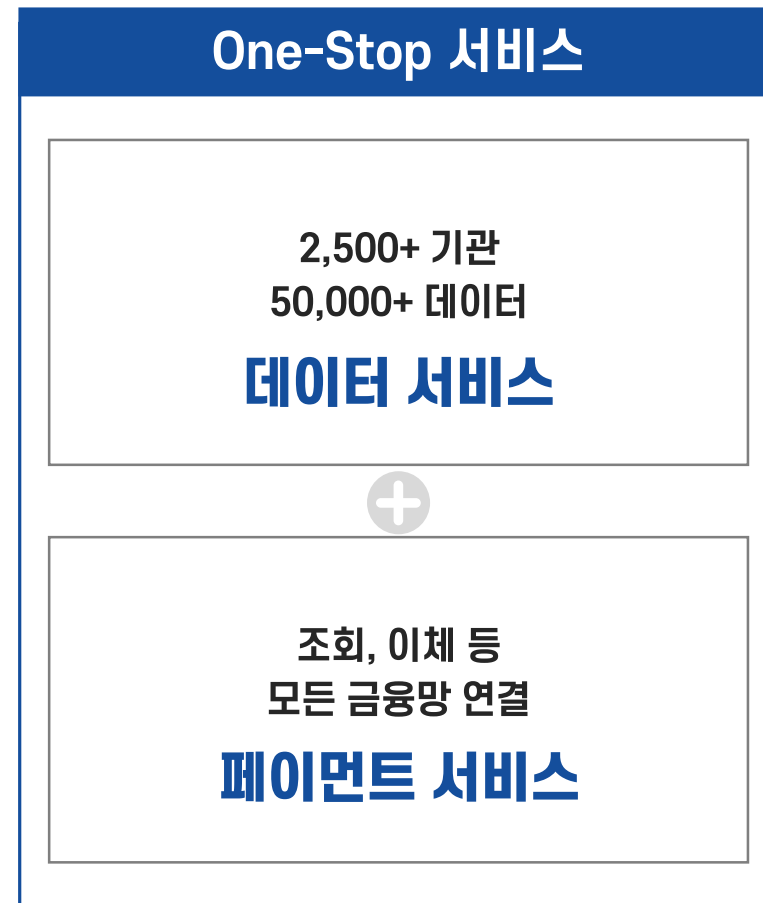 One-Stop 서비스
2,500+ 기관
50,000+ 데이터
데이터 서비스
조회, 이체 등
모든 금융망 연결
페이먼트 서비스